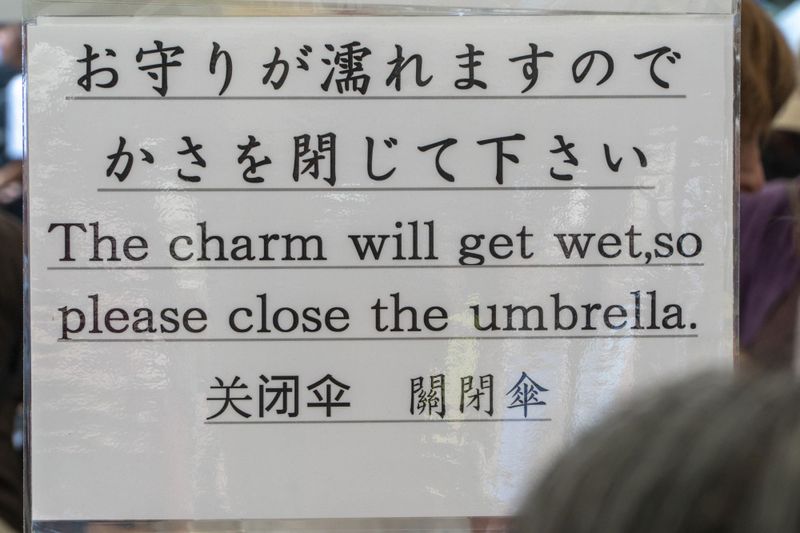 お守りが濡れますので
かさを閉じて下さい
The charm will get wet,so
please close the umbrella.
关闭伞　關閉傘